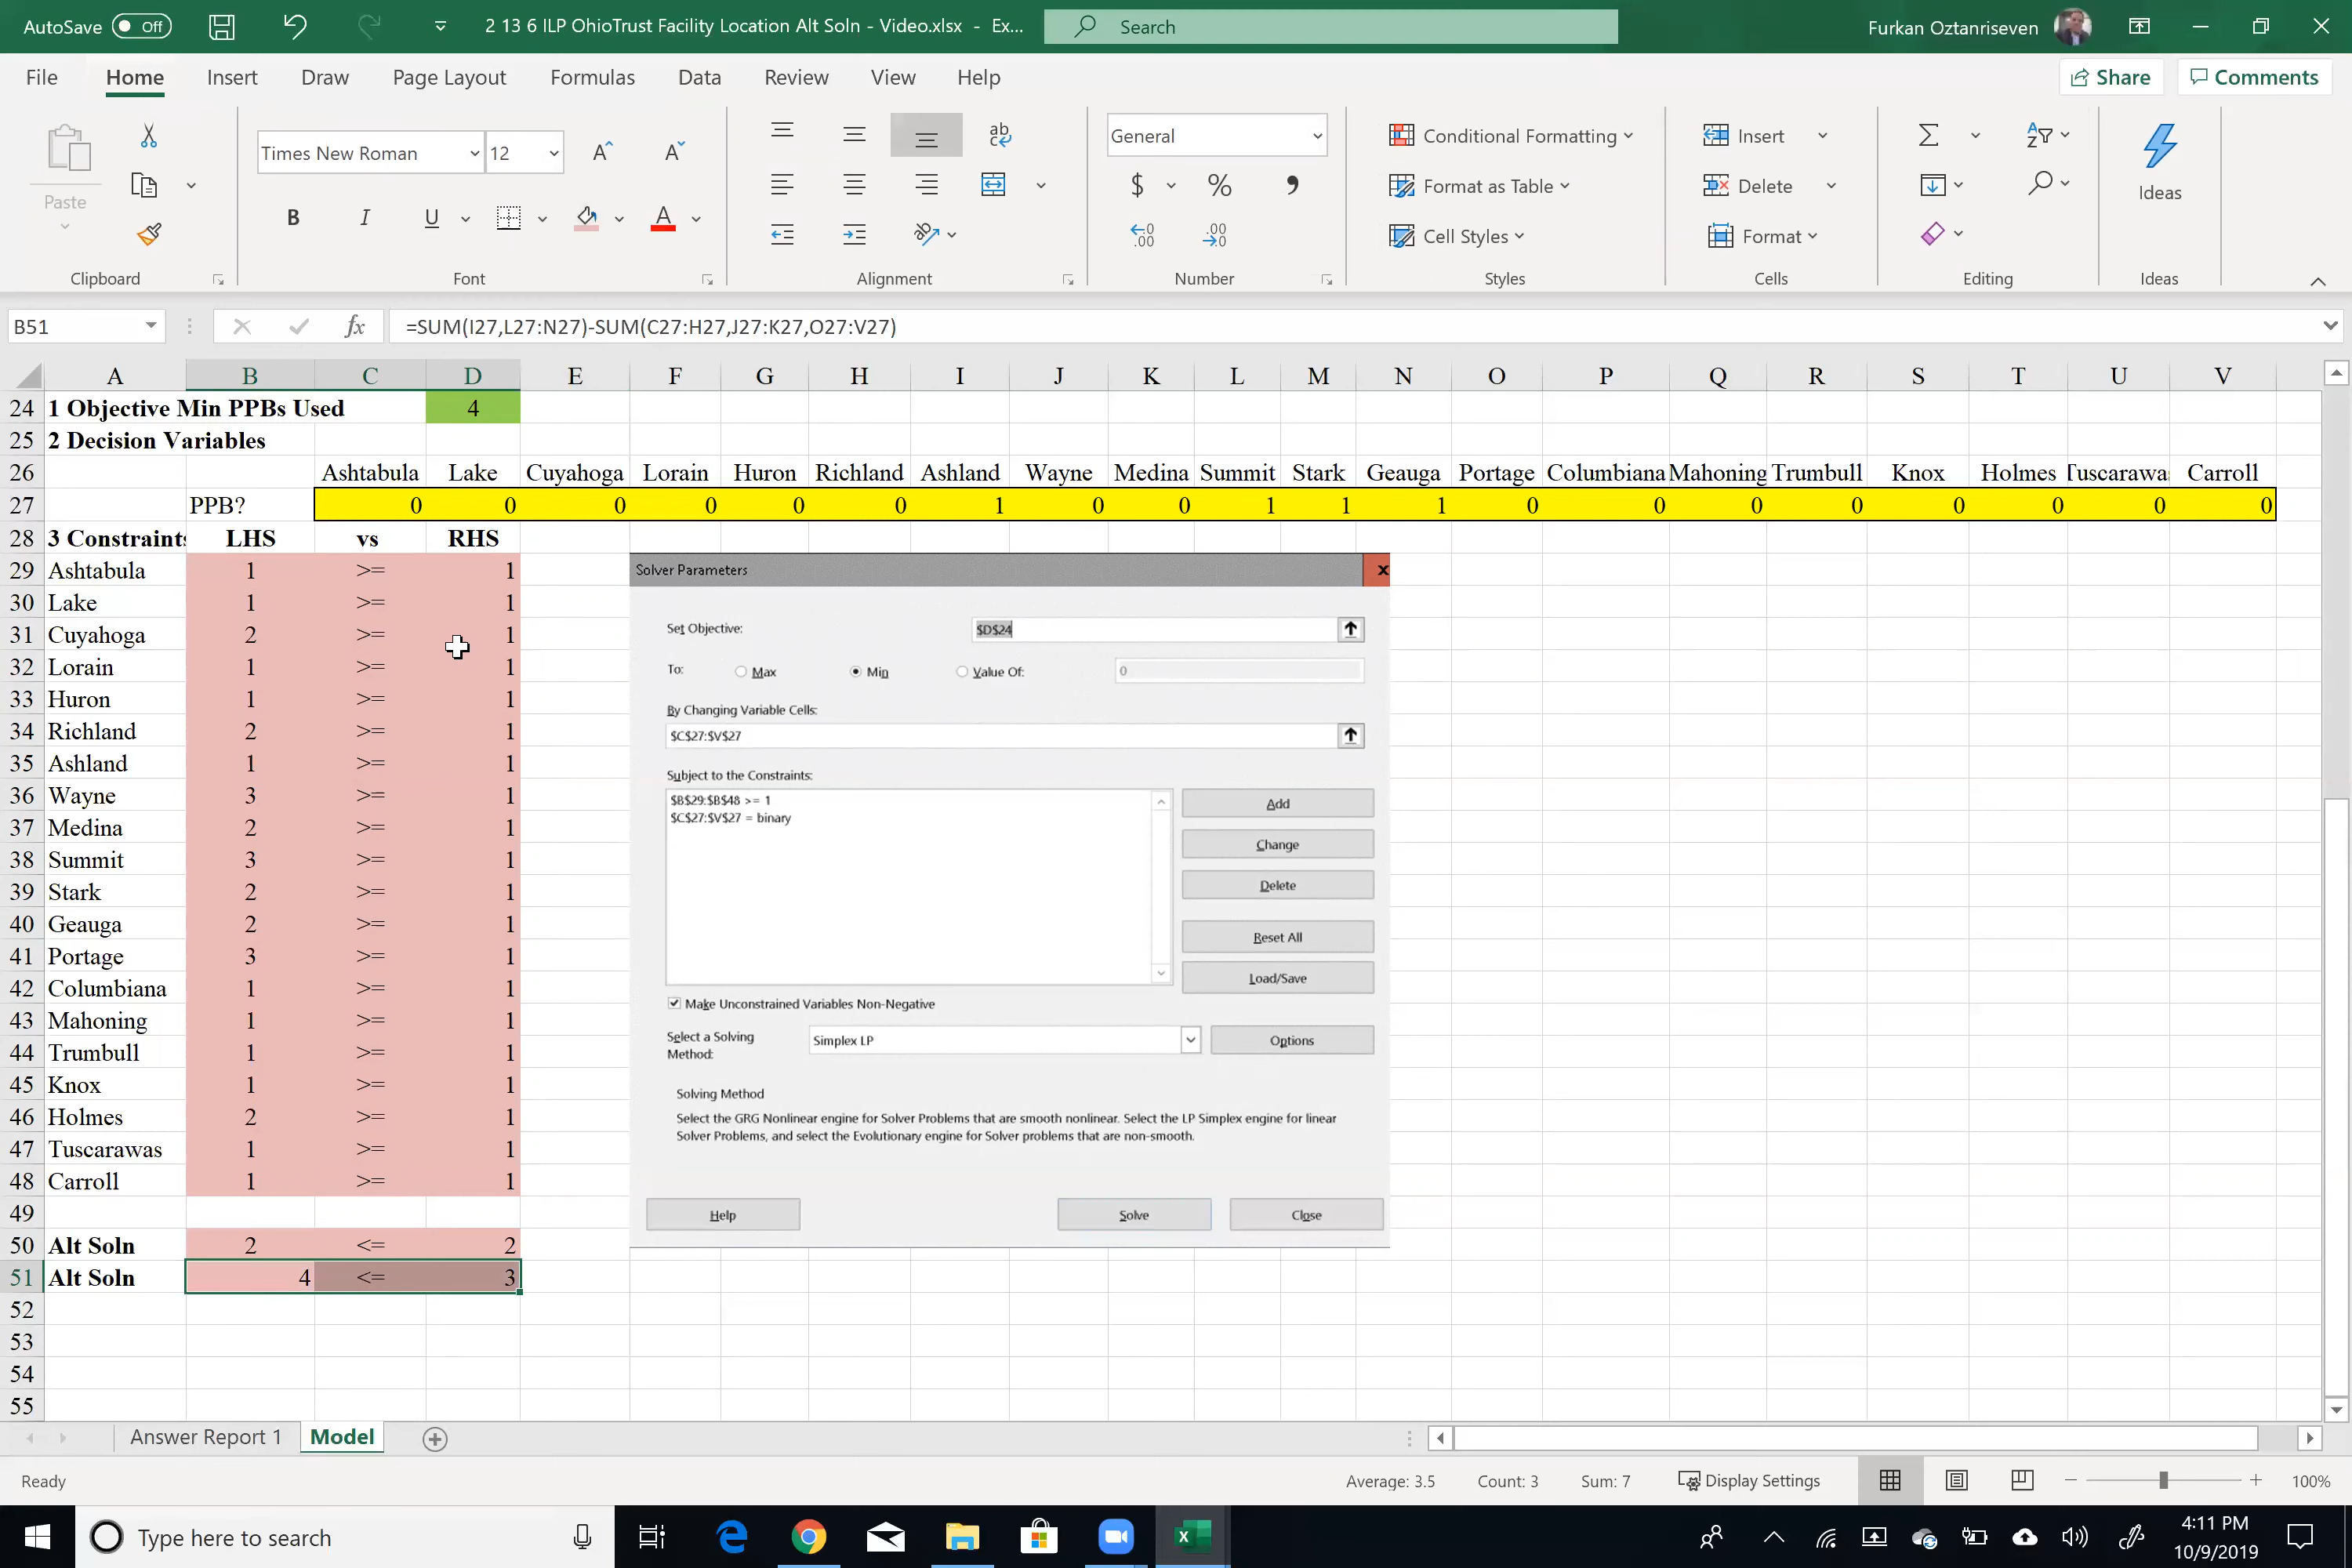 AutoSave Off 2 13 6 ILP OhioTrust Facility Location Alt Soln - Video.xlsx - Ex... Search Furkan Oztanriseven
File Home Insert Draw Page Layout Formulas Data Review View Help Share Comments
Paste Times New Roman 12 General Conditional Formatting Insert Ideas
Format as Table Delete
Cell Styles Format
Clipboard Font Alignment Number Styles Cells Editing Ideas
B51 fx =SUM(I27,L27:N27)-SUM(C27:H27,J27:K27,O27:V27)
A B C D E F G H I J K L M N O P Q R S T U V
24 1 Objective Min PPBs Used 4
25 2 Decision Variables
26 Ashtabula Lake Cuyahoga Lorain Huron Richland Ashland Wayne Medina Summit Stark Geauga Portage Columbiana Mahoning Trumbull Knox Holmes Tuscarawa Carroll
27 PPB? 0 0 0 0 0 0 1 0 0 1 1 1 0 0 0 0 0 0 0 0
28 3 Constraints LHS vs RHS
29 Ashtabula 1 >= 1
30 Lake 1 >= 1
31 Cuyahoga 2 >= 1
32 Lorain 1 >= 1
33 Huron 1 >= 1
34 Richland 2 >= 1
35 Ashland 1 >= 1
36 Wayne 3 >= 1
37 Medina 2 >= 1
38 Summit 3 >= 1
39 Stark 2 >= 1
40 Geauga 2 >= 1
41 Portage 3 >= 1
42 Columbiana 1 >= 1
43 Mahoning 1 >= 1
44 Trumbull 1 >= 1
45 Knox 1 >= 1
46 Holmes 2 >= 1
47 Tuscarawas 1 >= 1
48 Carroll 1 >= 1
49
50 Alt Soln 2 <= 2
51 Alt Soln 4 <= 3
52
53
54
55
Solver Parameters x
Set Objective: $D$24
To: Max Min Value Of: 0
By Changing Variable Cells:
$C$27:$V$27
Subject to the Constraints:
$B$29:$B$48 >= 1
$C$27:$V$27 = binary
Add
Change
Delete
Reset All
Load/Save
Make Unconstrained Variables Non-Negative
Select a Solving Method: Simplex LP Options
Solving Method
Select the GRG Nonlinear engine for Solver Problems that are smooth nonlinear. Select the LP Simplex engine for linear
Solver Problems, and select the Evolutionary engine for Solver problems that are non-smooth.
Help Solve Close
Answer Report 1 Model
Ready Average: 3.5 Count: 3 Sum: 7 Display Settings 100%
Type here to search 4:11 PM
10/9/2019